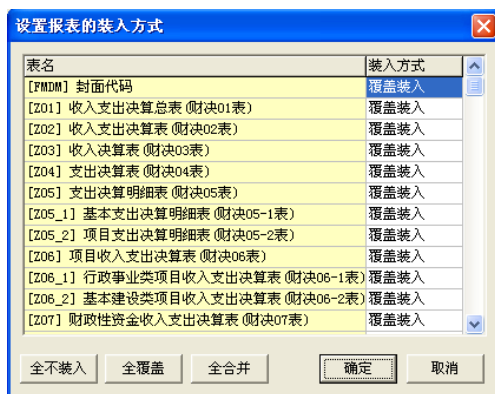 设置报表的装入方式
表名 装入方式
[FMDM] 封面代码 覆盖装入
[Z01] 收入支出决算总表(财决01表) 覆盖装入
[Z02] 收入支出决算表(财决02表) 覆盖装入
[Z03] 收入决算表(财决03表) 覆盖装入
[Z04] 支出决算表(财决04表) 覆盖装入
[Z05] 支出决算明细表(财决05表) 覆盖装入
[Z05_1] 基本支出决算明细表(财决05-1表) 覆盖装入
[Z05_2] 项目支出决算明细表(财决05-2表) 覆盖装入
[Z06] 项目收入支出决算表(财决06表) 覆盖装入
[Z06_1] 行政事业类项目收入支出决算表(财决06-1表) 覆盖装入
[Z06_2] 基本建设类项目收入支出决算表(财决06-2表) 覆盖装入
[Z07] 财政性资金收入支出决算表(财决07表) 覆盖装入
全不装入 全覆盖 全合并 确定 取消